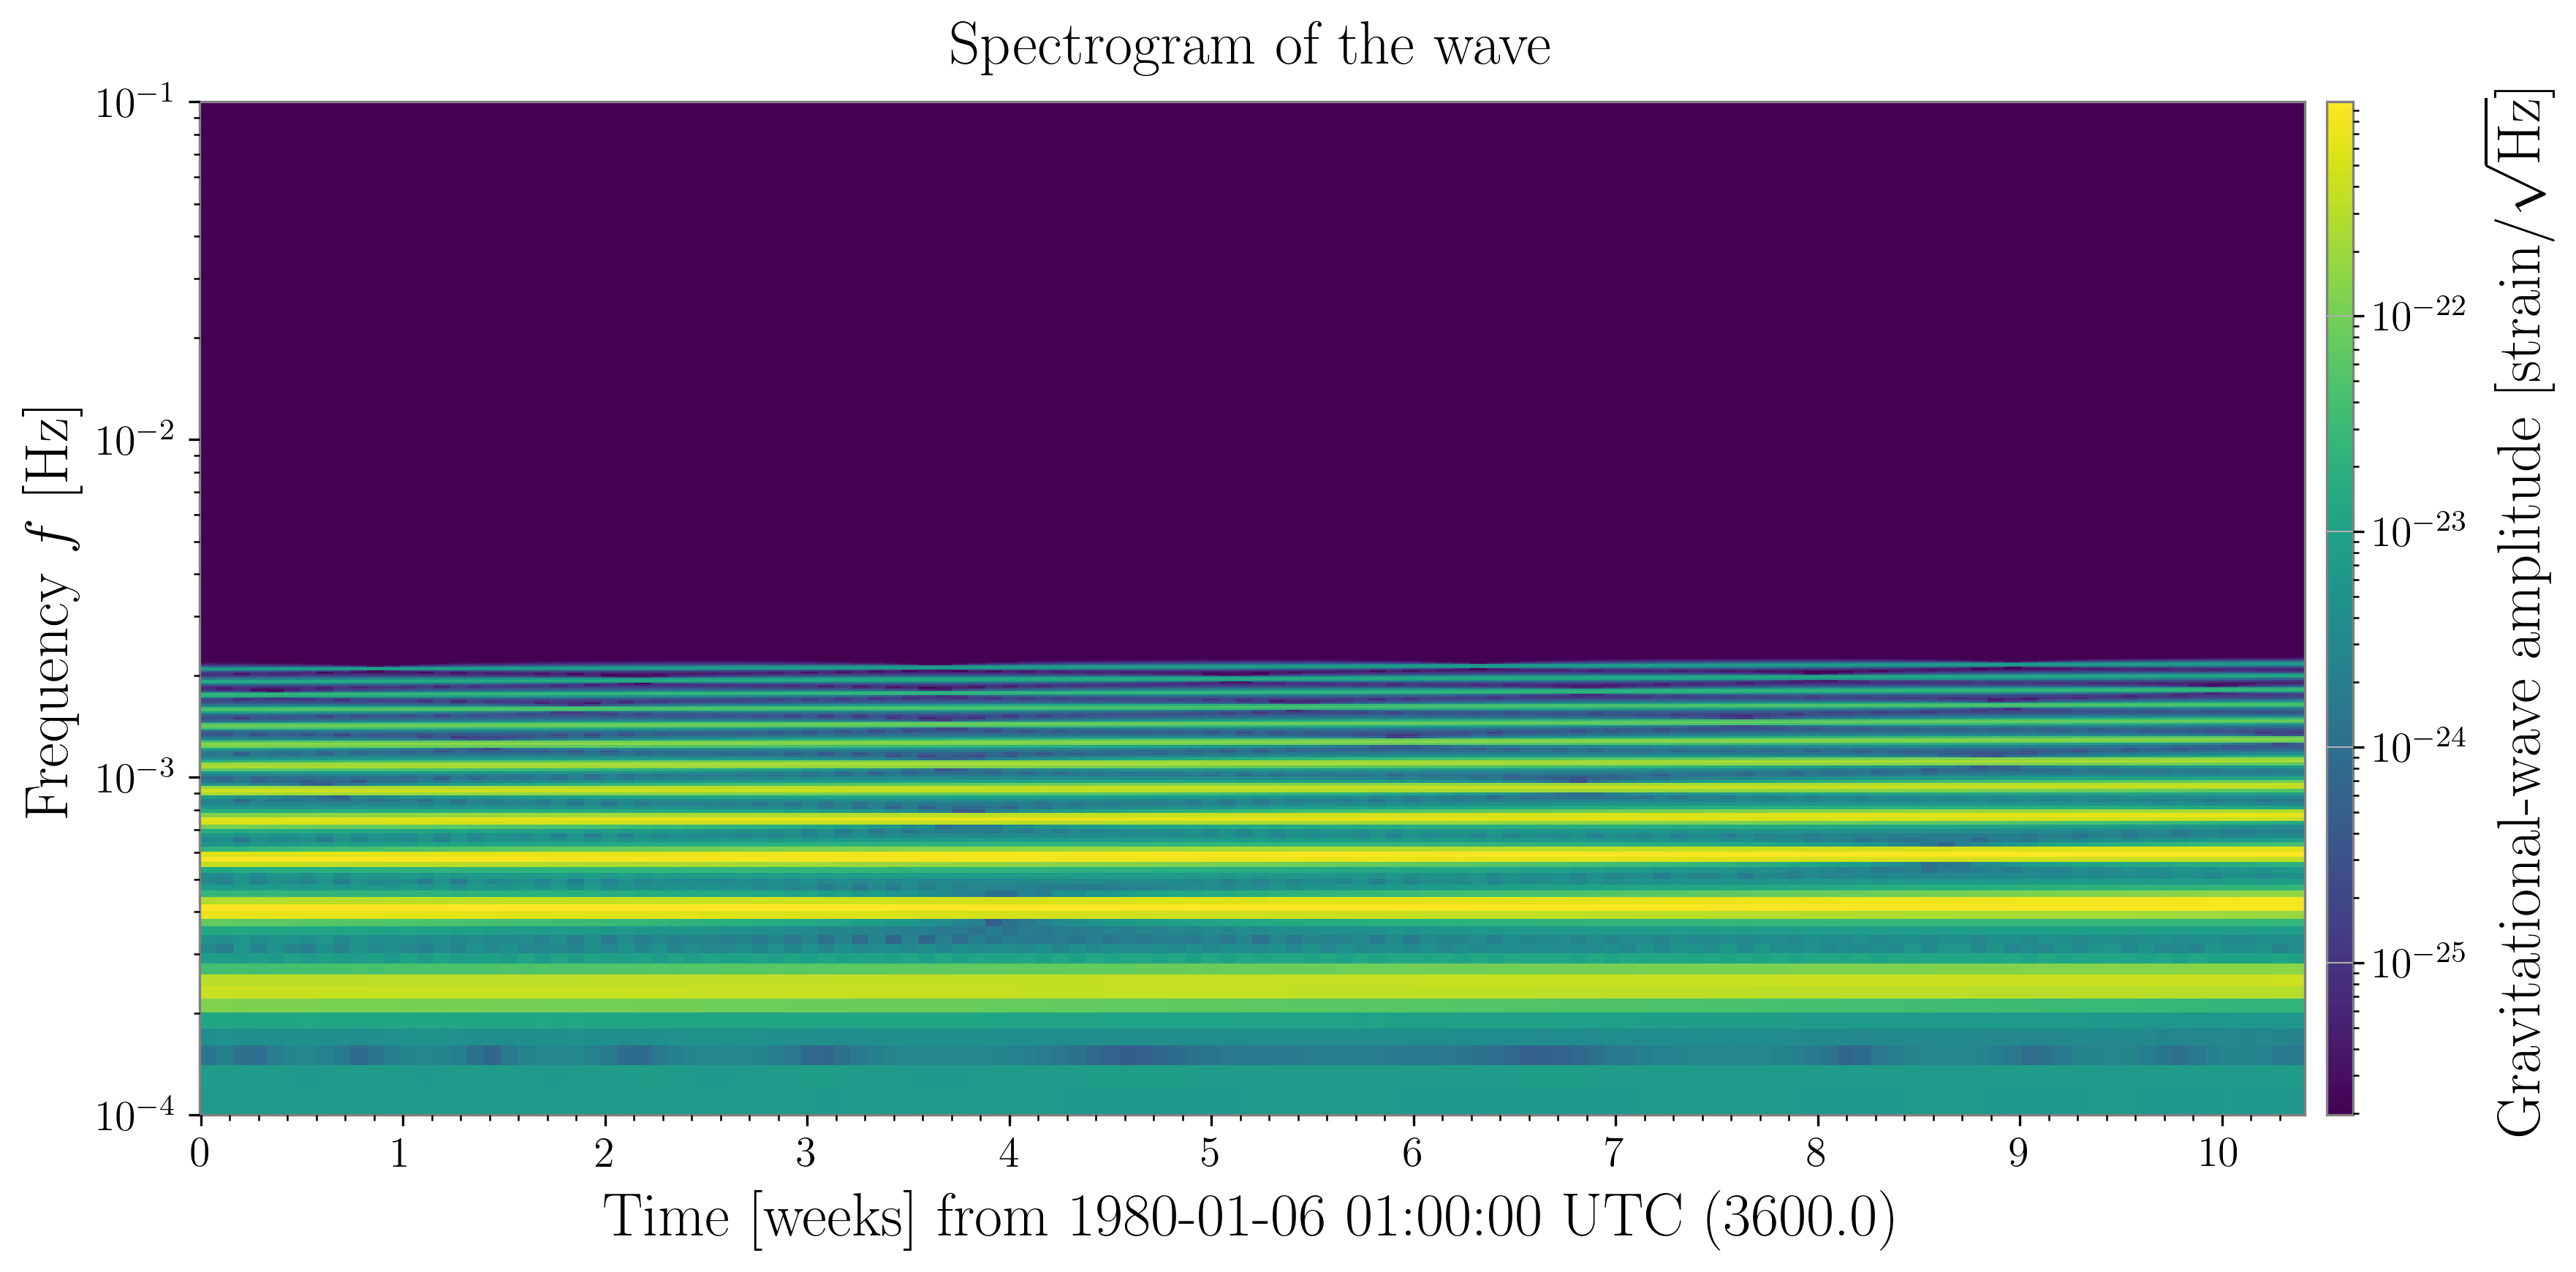 Spectrogram of the wave
Frequency f [Hz]
10⁻¹
10⁻²
10⁻³
10⁻⁴
0 1 2 3 4 5 6 7 8 9 10
Time [weeks] from 1980-01-06 01:00:00 UTC (3600.0)
10⁻²²
10⁻²³
10⁻²⁴
10⁻²⁵
Gravitational-wave amplitude [strain/√Hz]